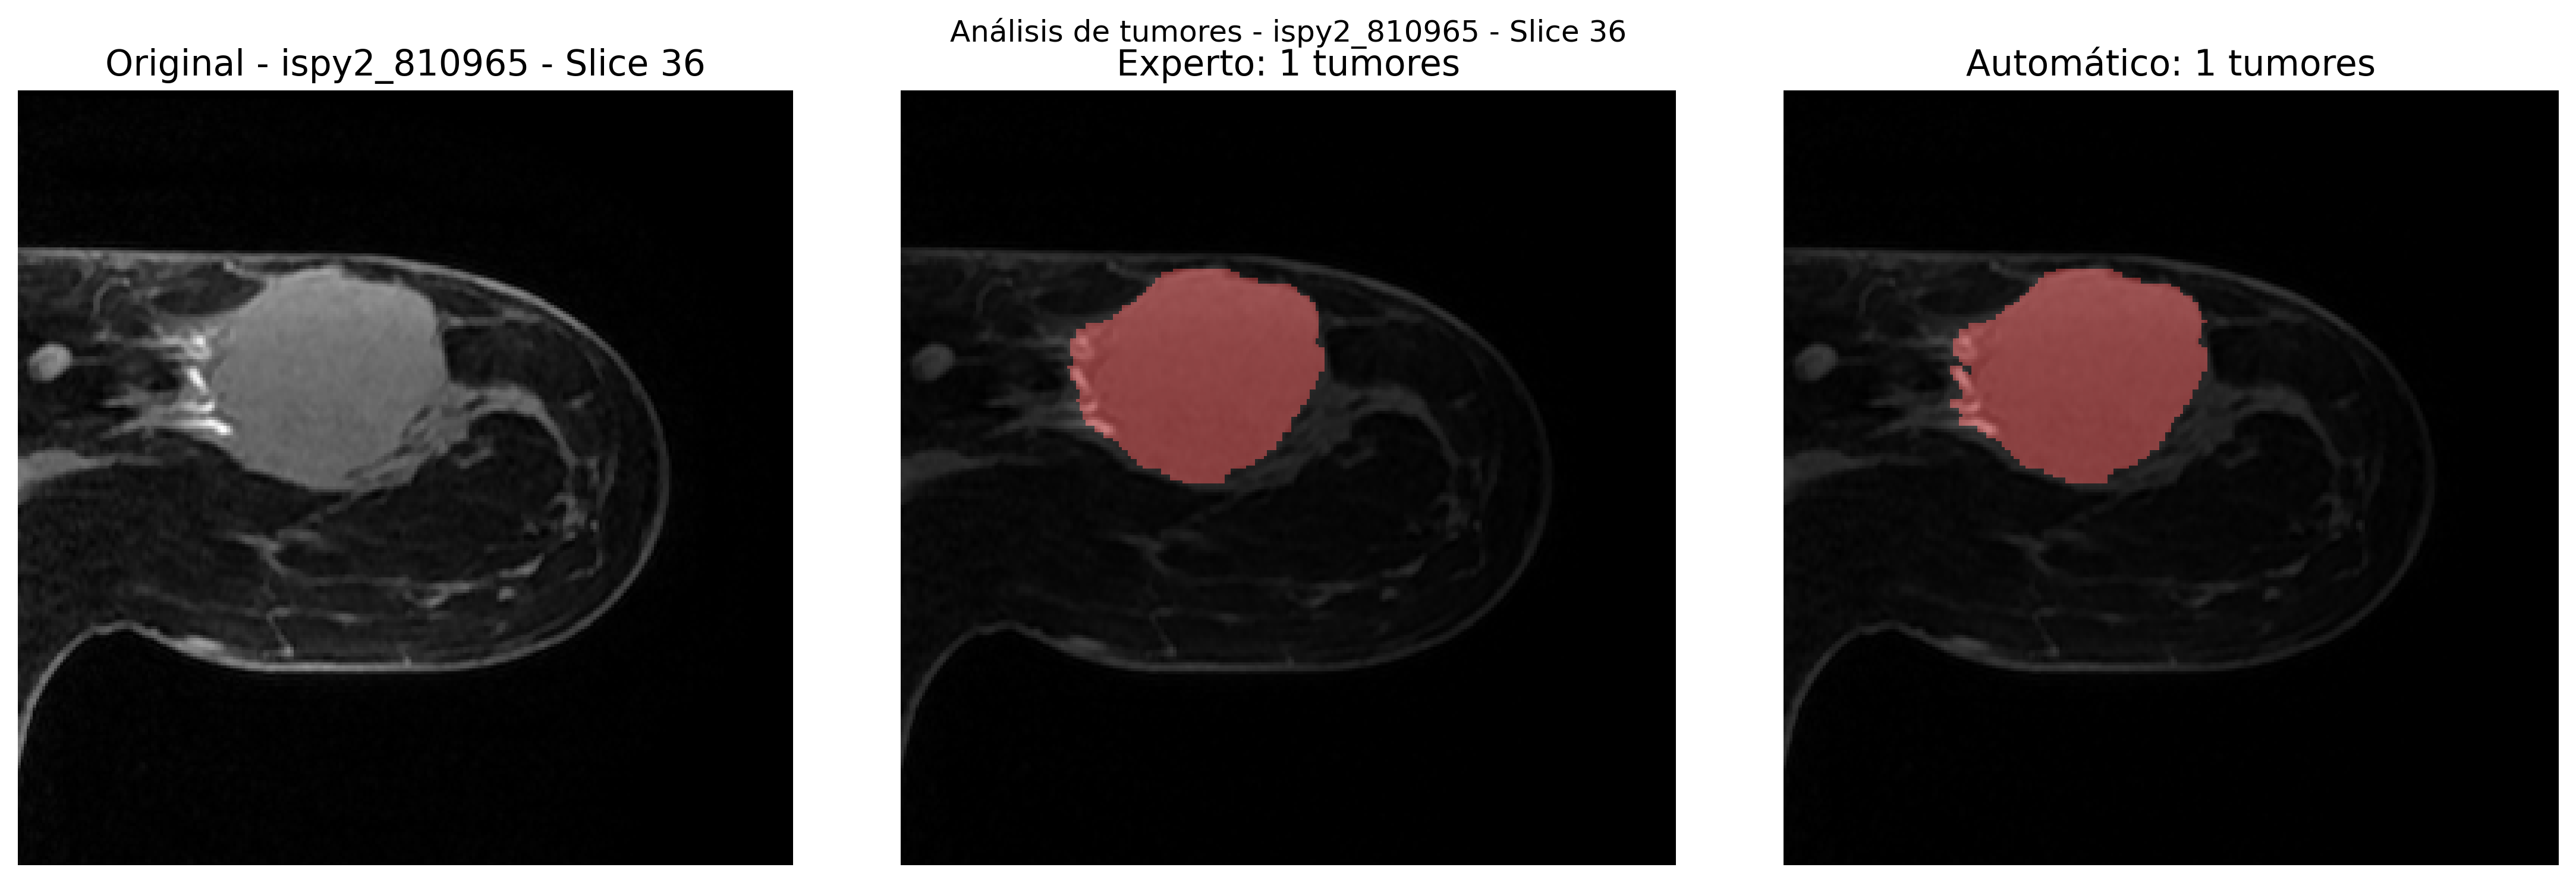 Análisis de tumores - ispy2_810965 - Slice 36
Original - ispy2_810965 - Slice 36
Experto: 1 tumores
Automático: 1 tumores